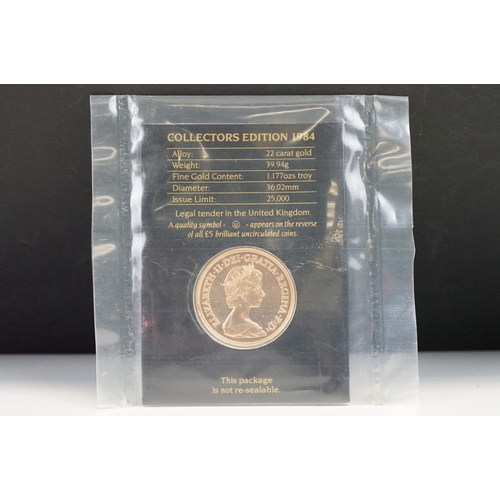 COLLECTORS EDITION 1984
Alloy: 22 carat gold
Weight: 39.94g
Fine Gold Content: 1.177ozs troy
Diameter: 36.02mm
Issue Limit: 25,000
Legal tender in the United Kingdom
A quality symbol - Ⓤ - appears on the reverse
of all £5 brilliant uncirculated coins.
ELIZABETH·II·DEI·GRATIA·REGINA·F:D:
This package
is not re-sealable.